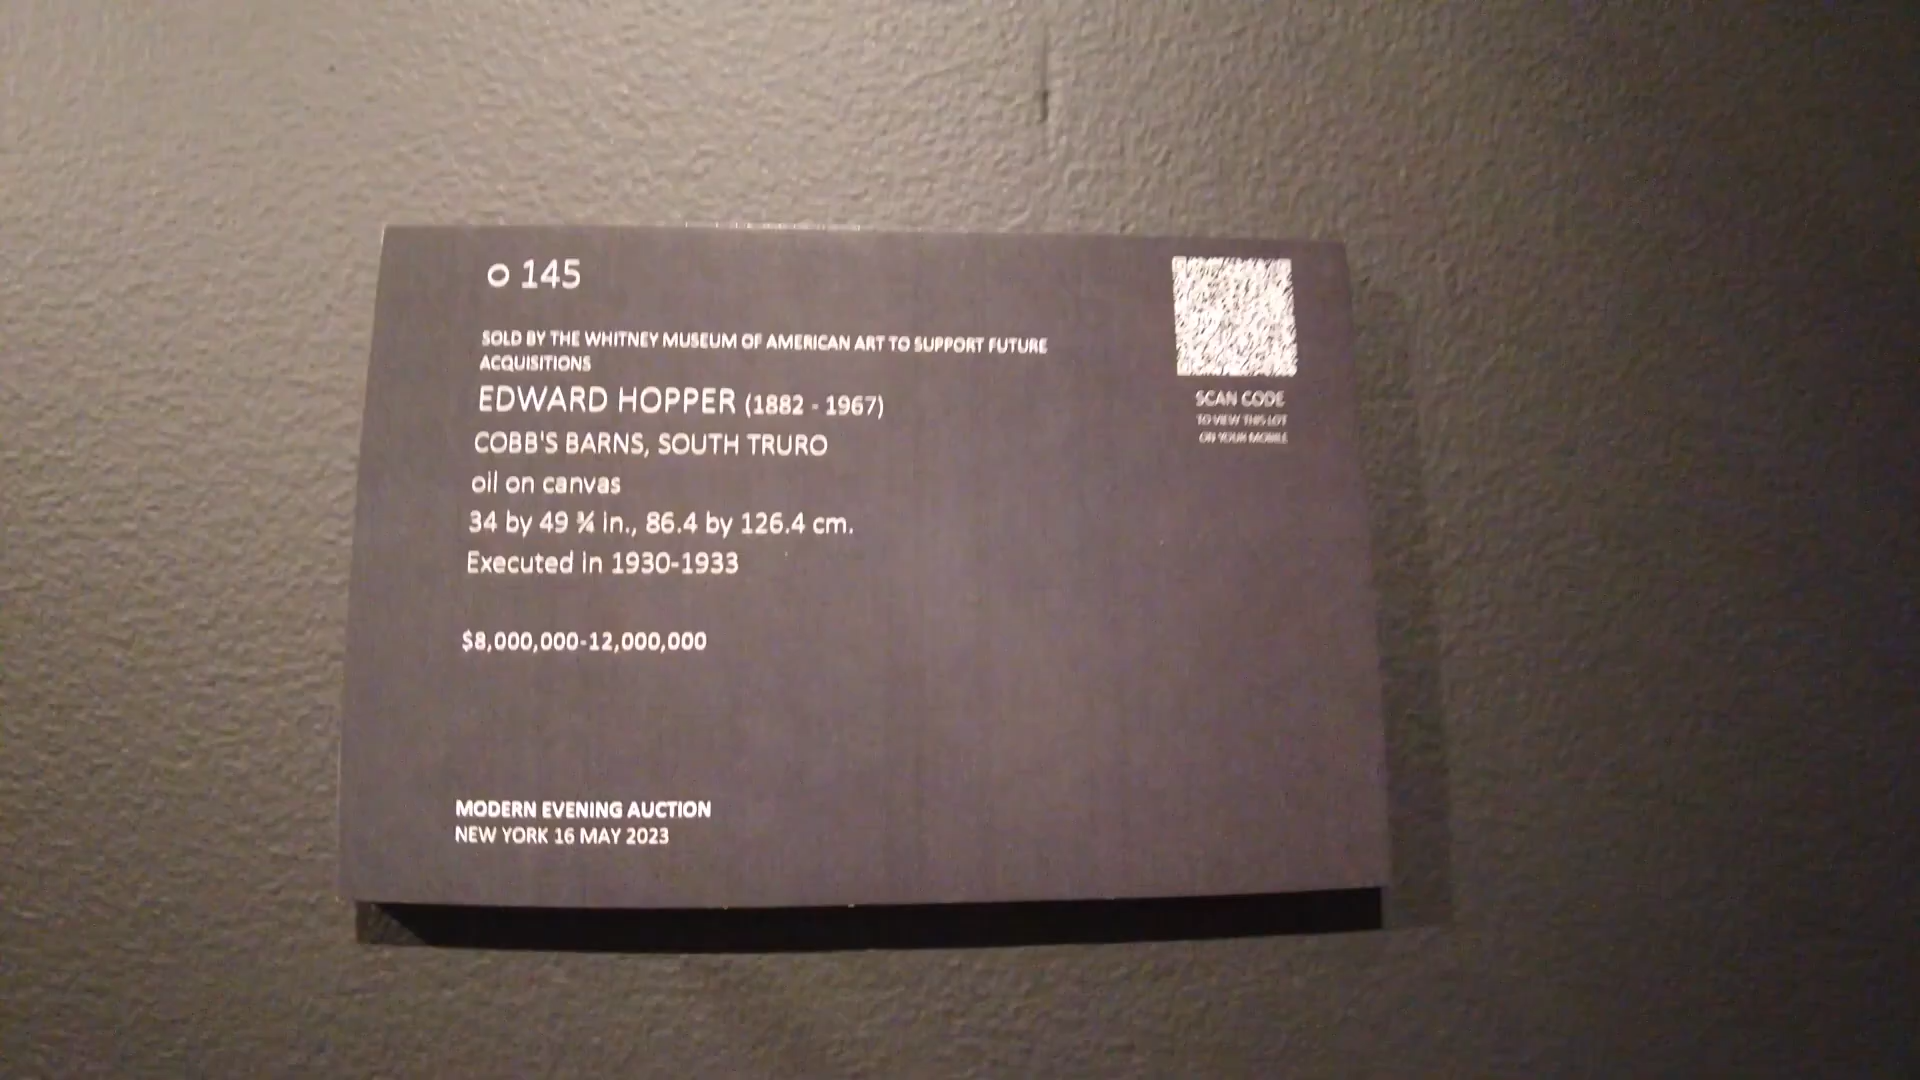 o 145
SOLD BY THE WHITNEY MUSEUM OF AMERICAN ART TO SUPPORT FUTURE
ACQUISITIONS
EDWARD HOPPER (1882 - 1967)
COBB'S BARNS, SOUTH TRURO
oil on canvas
34 by 49 ¾ in., 86.4 by 126.4 cm.
Executed in 1930-1933
$8,000,000-12,000,000
MODERN EVENING AUCTION
NEW YORK 16 MAY 2023
SCAN CODE
TO VIEW THIS LOT
ON YOUR MOBILE